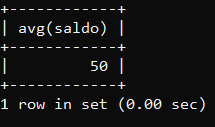 +------------+
| avg(saldo) |
+------------+
|         50 |
+------------+
1 row in set (0.00 sec)